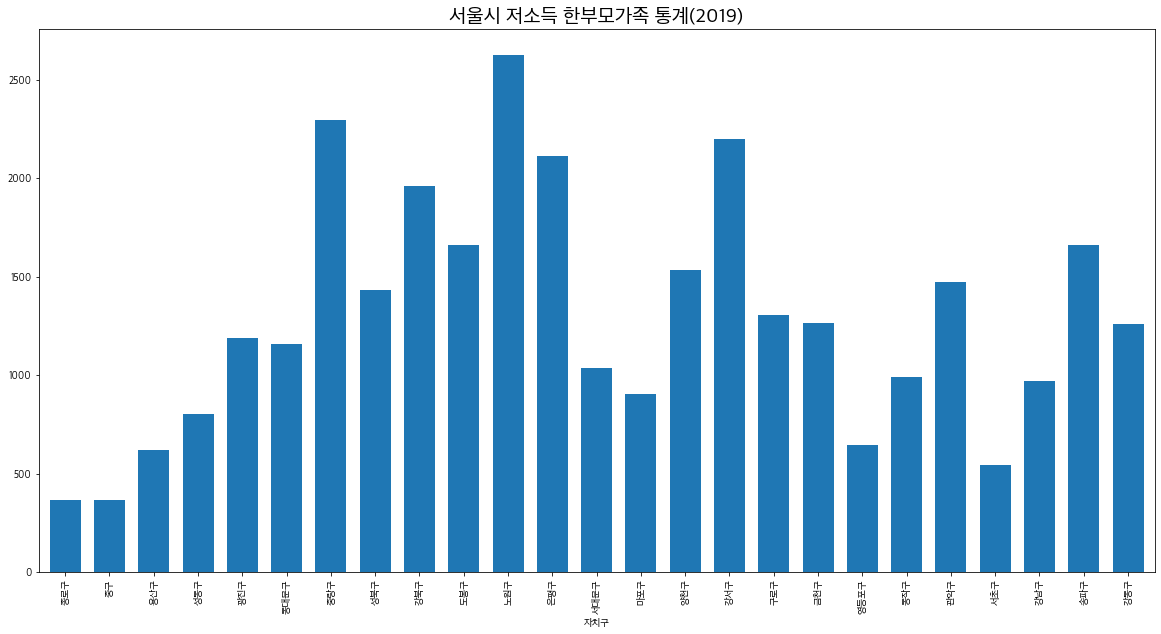 서울시 저소득 한부모가족 통계(2019)
2500
2000
1500
1000
500
0
종로구
중구
용산구
성동구
광진구
동대문구
중랑구
성북구
강북구
도봉구
노원구
은평구
서대문구
마포구
양천구
강서구
구로구
금천구
영등포구
동작구
관악구
서초구
강남구
송파구
강동구
자치구